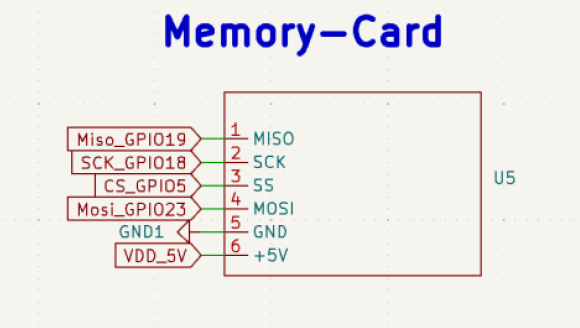 Memory-Card
Miso_GPIO19 1 MISO
SCK_GPIO18 2 SCK
CS_GPIO5 3 SS
U5
Mosi_GPIO23 4 MOSI
GND1 5 GND
VDD_5V 6 +5V